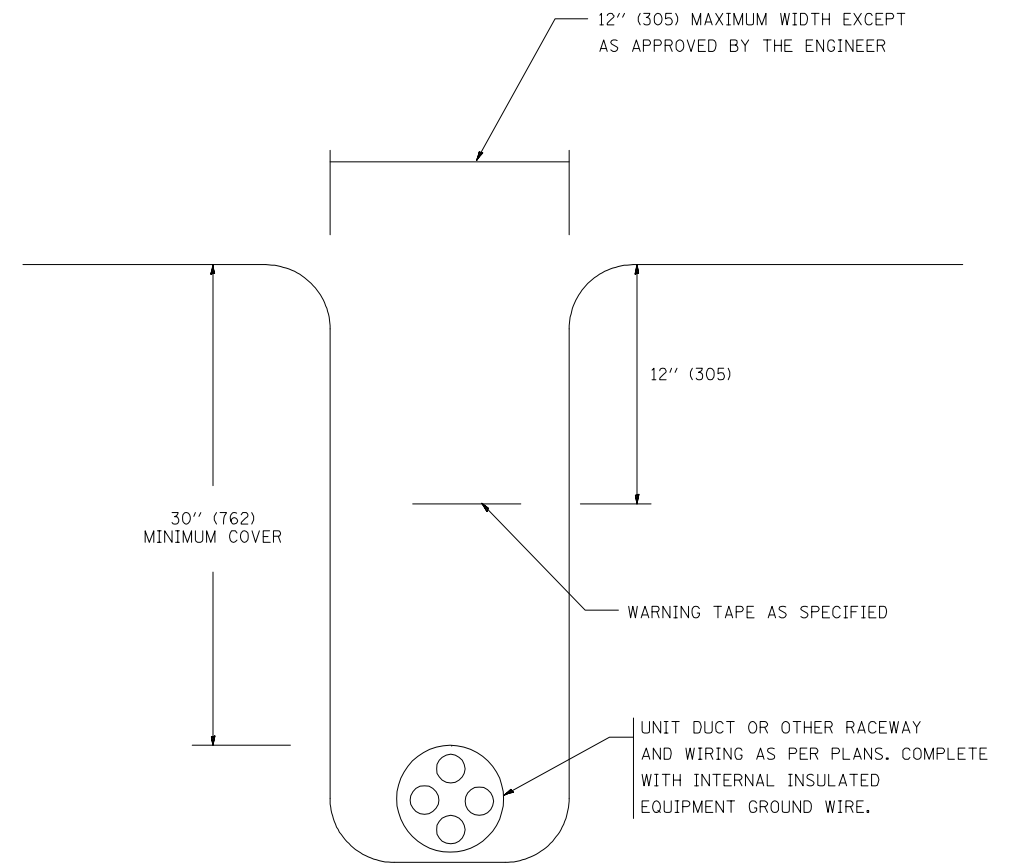 12′′ (305) MAXIMUM WIDTH EXCEPT
AS APPROVED BY THE ENGINEER
12′′ (305)
30′′ (762)
MINIMUM COVER
WARNING TAPE AS SPECIFIED
UNIT DUCT OR OTHER RACEWAY
AND WIRING AS PER PLANS. COMPLETE
WITH INTERNAL INSULATED
EQUIPMENT GROUND WIRE.